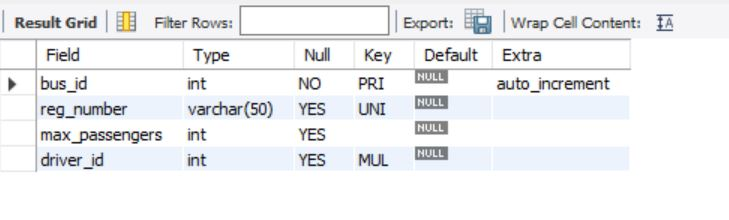 Result Grid Filter Rows: Export: Wrap Cell Content: IA
Field Type Null Key Default Extra
bus_id int NO PRI NULL auto_increment
reg_number varchar(50) YES UNI NULL
max_passengers int YES NULL
driver_id int YES MUL NULL